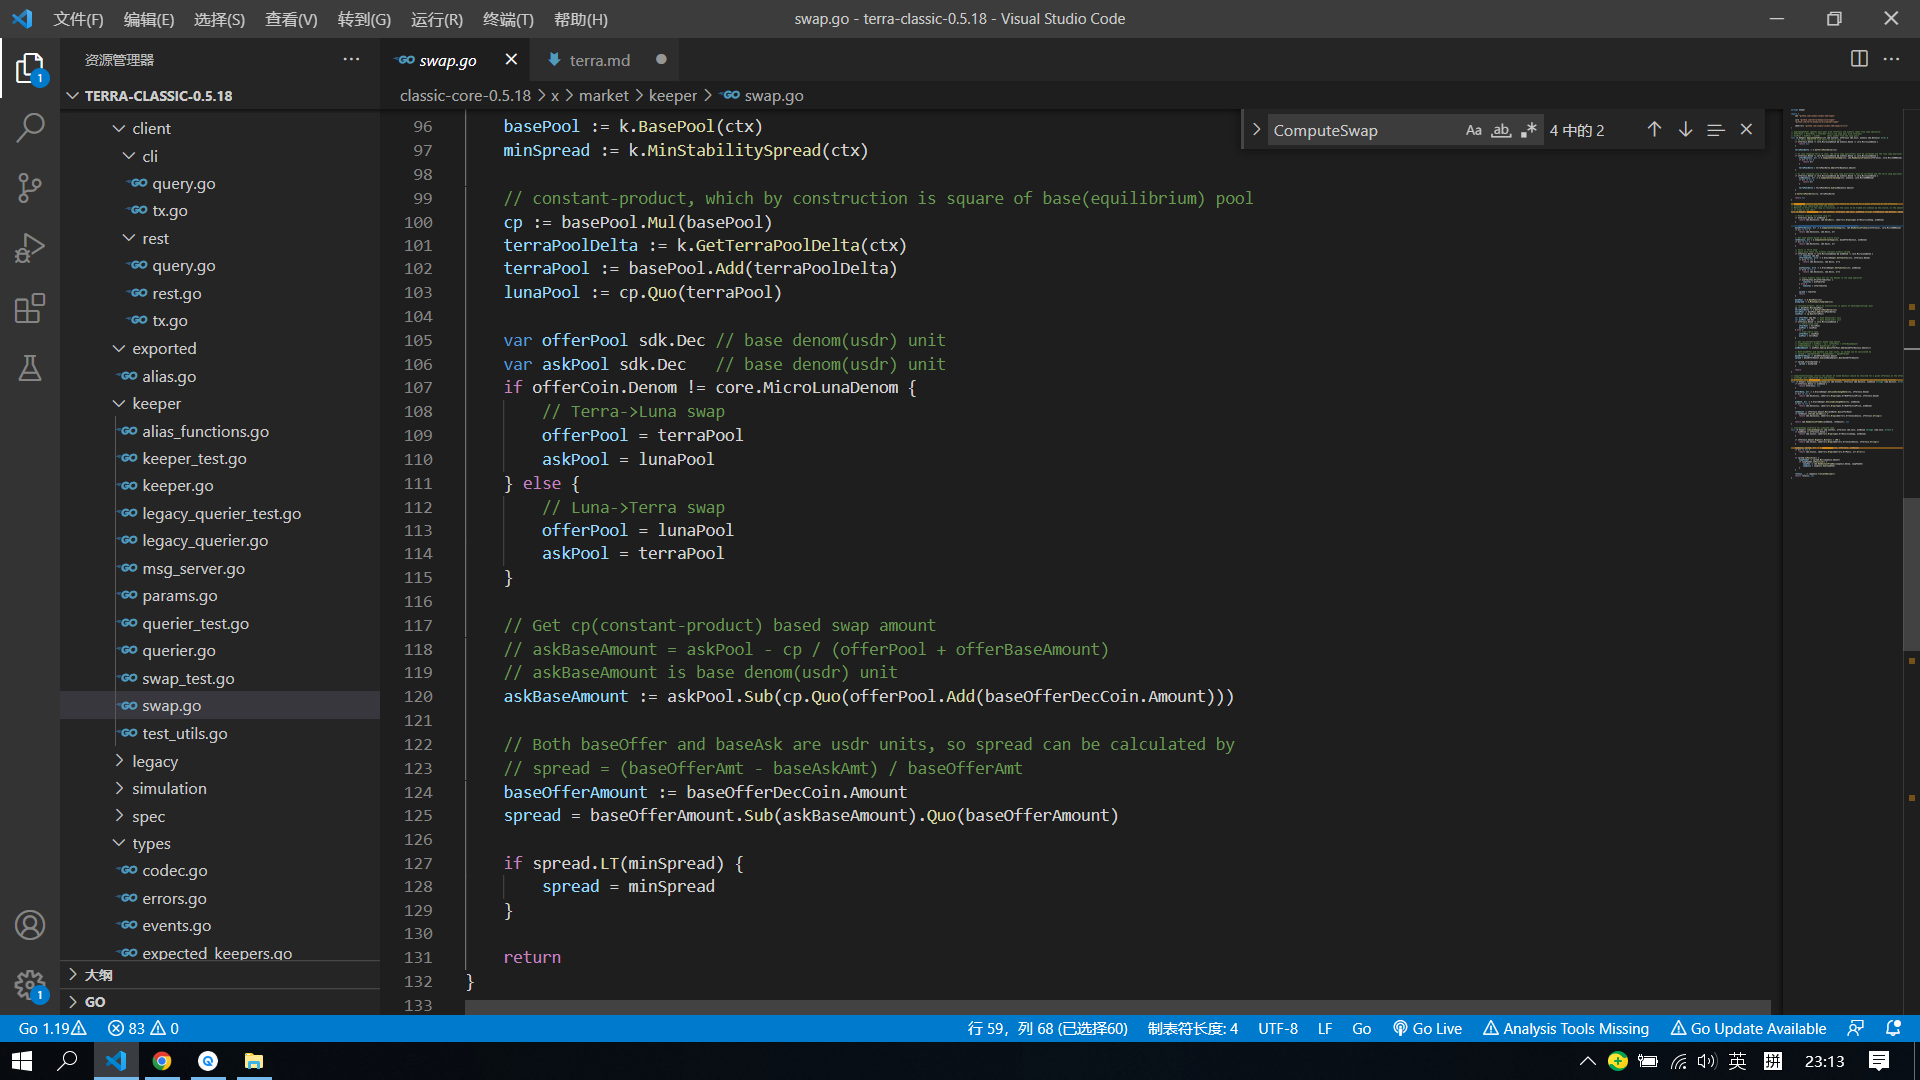 文件(F) 编辑(E) 选择(S) 查看(V) 转到(G) 运行(R) 终端(T) 帮助(H) swap.go - terra-classic-0.5.18 - Visual Studio Code
资源管理器
swap.go terra.md
TERRA-CLASSIC-0.5.18
classic-core-0.5.18 > x > market > keeper > swap.go
ComputeSwap Aa ab 4 中的 2
client
cli
query.go
tx.go
rest
query.go
rest.go
tx.go
exported
alias.go
keeper
alias_functions.go
keeper_test.go
keeper.go
legacy_querier_test.go
legacy_querier.go
msg_server.go
params.go
querier_test.go
querier.go
swap_test.go
swap.go
test_utils.go
legacy
simulation
spec
types
codec.go
errors.go
events.go
expected_keepers.go
大纲
GO
96 basePool := k.BasePool(ctx)
97 minSpread := k.MinStabilitySpread(ctx)
98
99 // constant-product, which by construction is square of base(equilibrium) pool
100 cp := basePool.Mul(basePool)
101 terraPoolDelta := k.GetTerraPoolDelta(ctx)
102 terraPool := basePool.Add(terraPoolDelta)
103 lunaPool := cp.Quo(terraPool)
104
105 var offerPool sdk.Dec // base denom(usdr) unit
106 var askPool sdk.Dec // base denom(usdr) unit
107 if offerCoin.Denom != core.MicroLunaDenom {
108 // Terra->Luna swap
109 offerPool = terraPool
110 askPool = lunaPool
111 } else {
112 // Luna->Terra swap
113 offerPool = lunaPool
114 askPool = terraPool
115 }
116
117 // Get cp(constant-product) based swap amount
118 // askBaseAmount = askPool - cp / (offerPool + offerBaseAmount)
119 // askBaseAmount is base denom(usdr) unit
120 askBaseAmount := askPool.Sub(cp.Quo(offerPool.Add(baseOfferDecCoin.Amount)))
121
122 // Both baseOffer and baseAsk are usdr units, so spread can be calculated by
123 // spread = (baseOfferAmt - baseAskAmt) / baseOfferAmt
124 baseOfferAmount := baseOfferDecCoin.Amount
125 spread = baseOfferAmount.Sub(askBaseAmount).Quo(baseOfferAmount)
126
127 if spread.LT(minSpread) {
128 spread = minSpread
129 }
130
131 return
132 }
133
Go 1.19 83 0 行 59，列 68 (已选择60) 制表符长度: 4 UTF-8 LF Go Go Live Analysis Tools Missing Go Update Available
英 拼 23:13